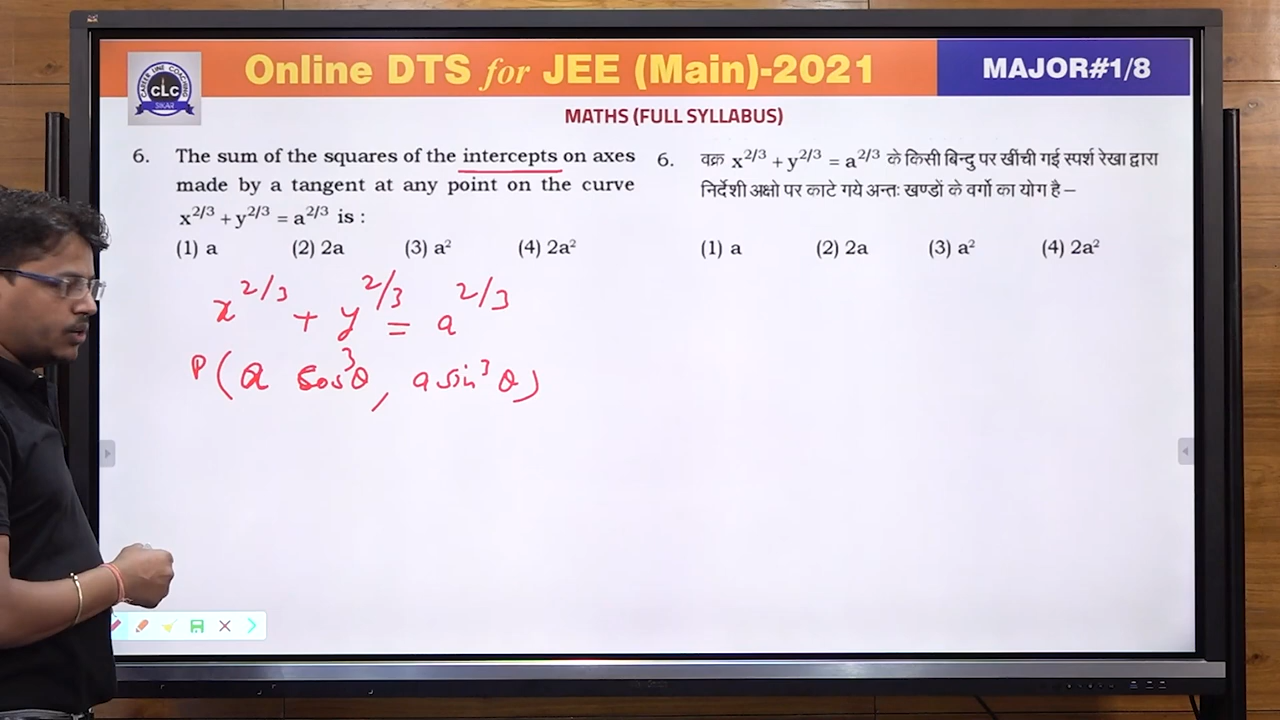 Online DTS for JEE (Main)-2021
MAJOR#1/8
CAREER LINE COACHING
CLC
SIKAR
MATHS (FULL SYLLABUS)
6. The sum of the squares of the intercepts on axes
made by a tangent at any point on the curve
x^2/3 + y^2/3 = a^2/3 is :
(1) a (2) 2a (3) a² (4) 2a²
6. वक्र x^2/3 + y^2/3 = a^2/3 के किसी बिन्दु पर खींची गई स्पर्श रेखा द्वारा
निर्देशी अक्षो पर काटे गये अन्तः खण्डों के वर्गो का योग है –
(1) a (2) 2a (3) a² (4) 2a²
x^2/3 + y^2/3 = a^2/3
P(a cos³θ, a sin³θ)